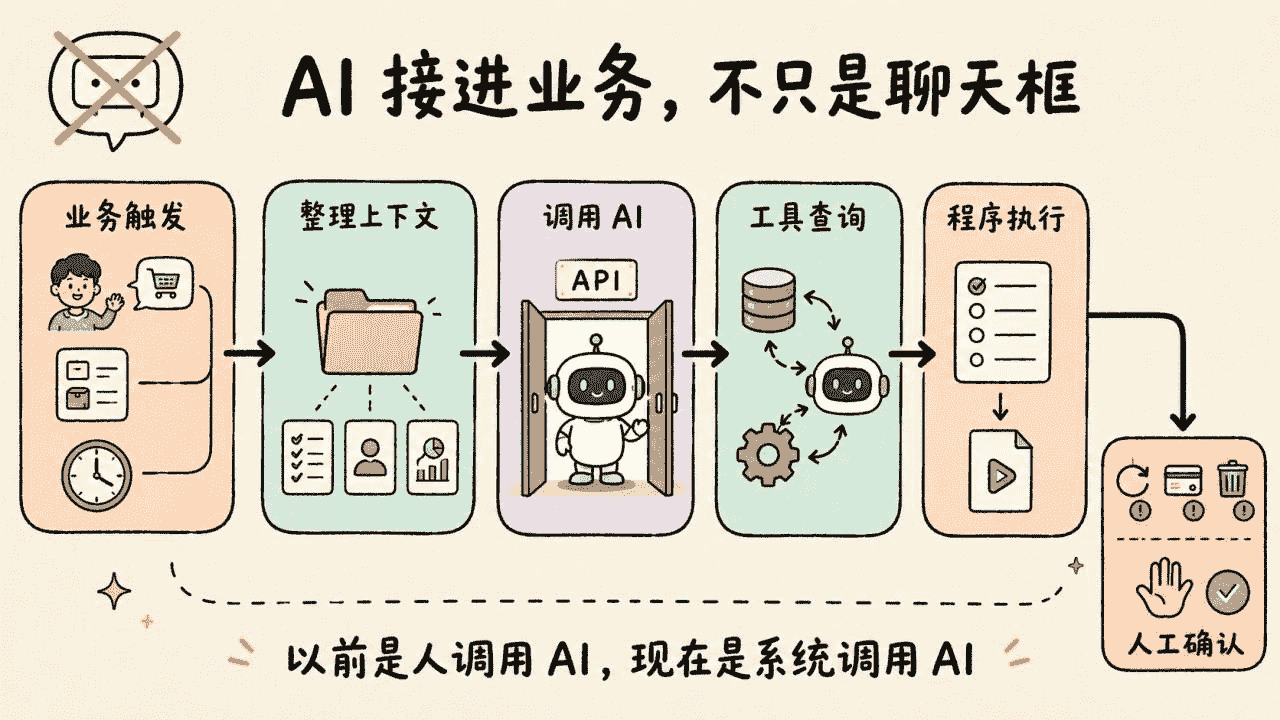 AI 接进业务，不只是聊天框
业务触发
整理上下文
调用 AI
工具查询
程序执行
API
人工确认
以前是人调用 AI，现在是系统调用 AI